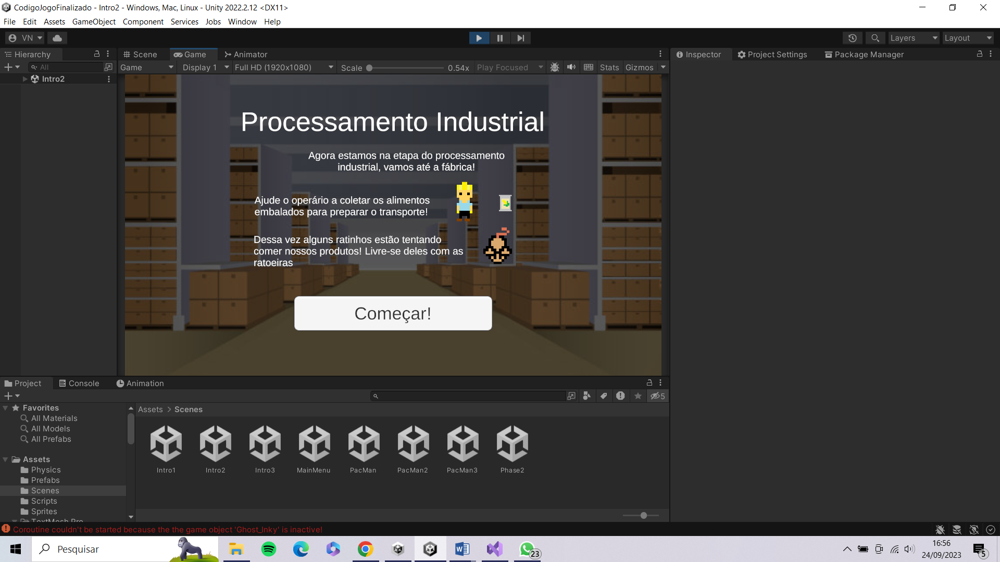 CodigoJogoFinalizado - Intro2 - Windows, Mac, Linux - Unity 2022.2.12 <DX11>
File Edit Assets GameObject Component Services Jobs Window Help
VN
Layers Layout
Hierarchy
Scene Game Animator
Inspector Project Settings Package Manager
All
Game Display 1 Full HD (1920x1080) Scale 0.54x Play Focused Stats Gizmos
Intro2
Processamento Industrial
Agora estamos na etapa do processamento
industrial, vamos até a fábrica!
Ajude o operário a coletar os alimentos
embalados para preparar o transporte!
Dessa vez alguns ratinhos estão tentando
comer nossos produtos! Livre-se deles com as
ratoeiras
Começar!
Project Console Animation
5
Favorites
All Materials
All Models
All Prefabs
Assets
Physics
Prefabs
Scenes
Scripts
Sprites
TextMesh Pro
Assets > Scenes
Intro1 Intro2 Intro3 MainMenu PacMan PacMan2 PacMan3 Phase2
Coroutine couldn't be started because the the game object 'Ghost_Inky' is inactive!
Pesquisar
23
16:56
24/09/2023
5